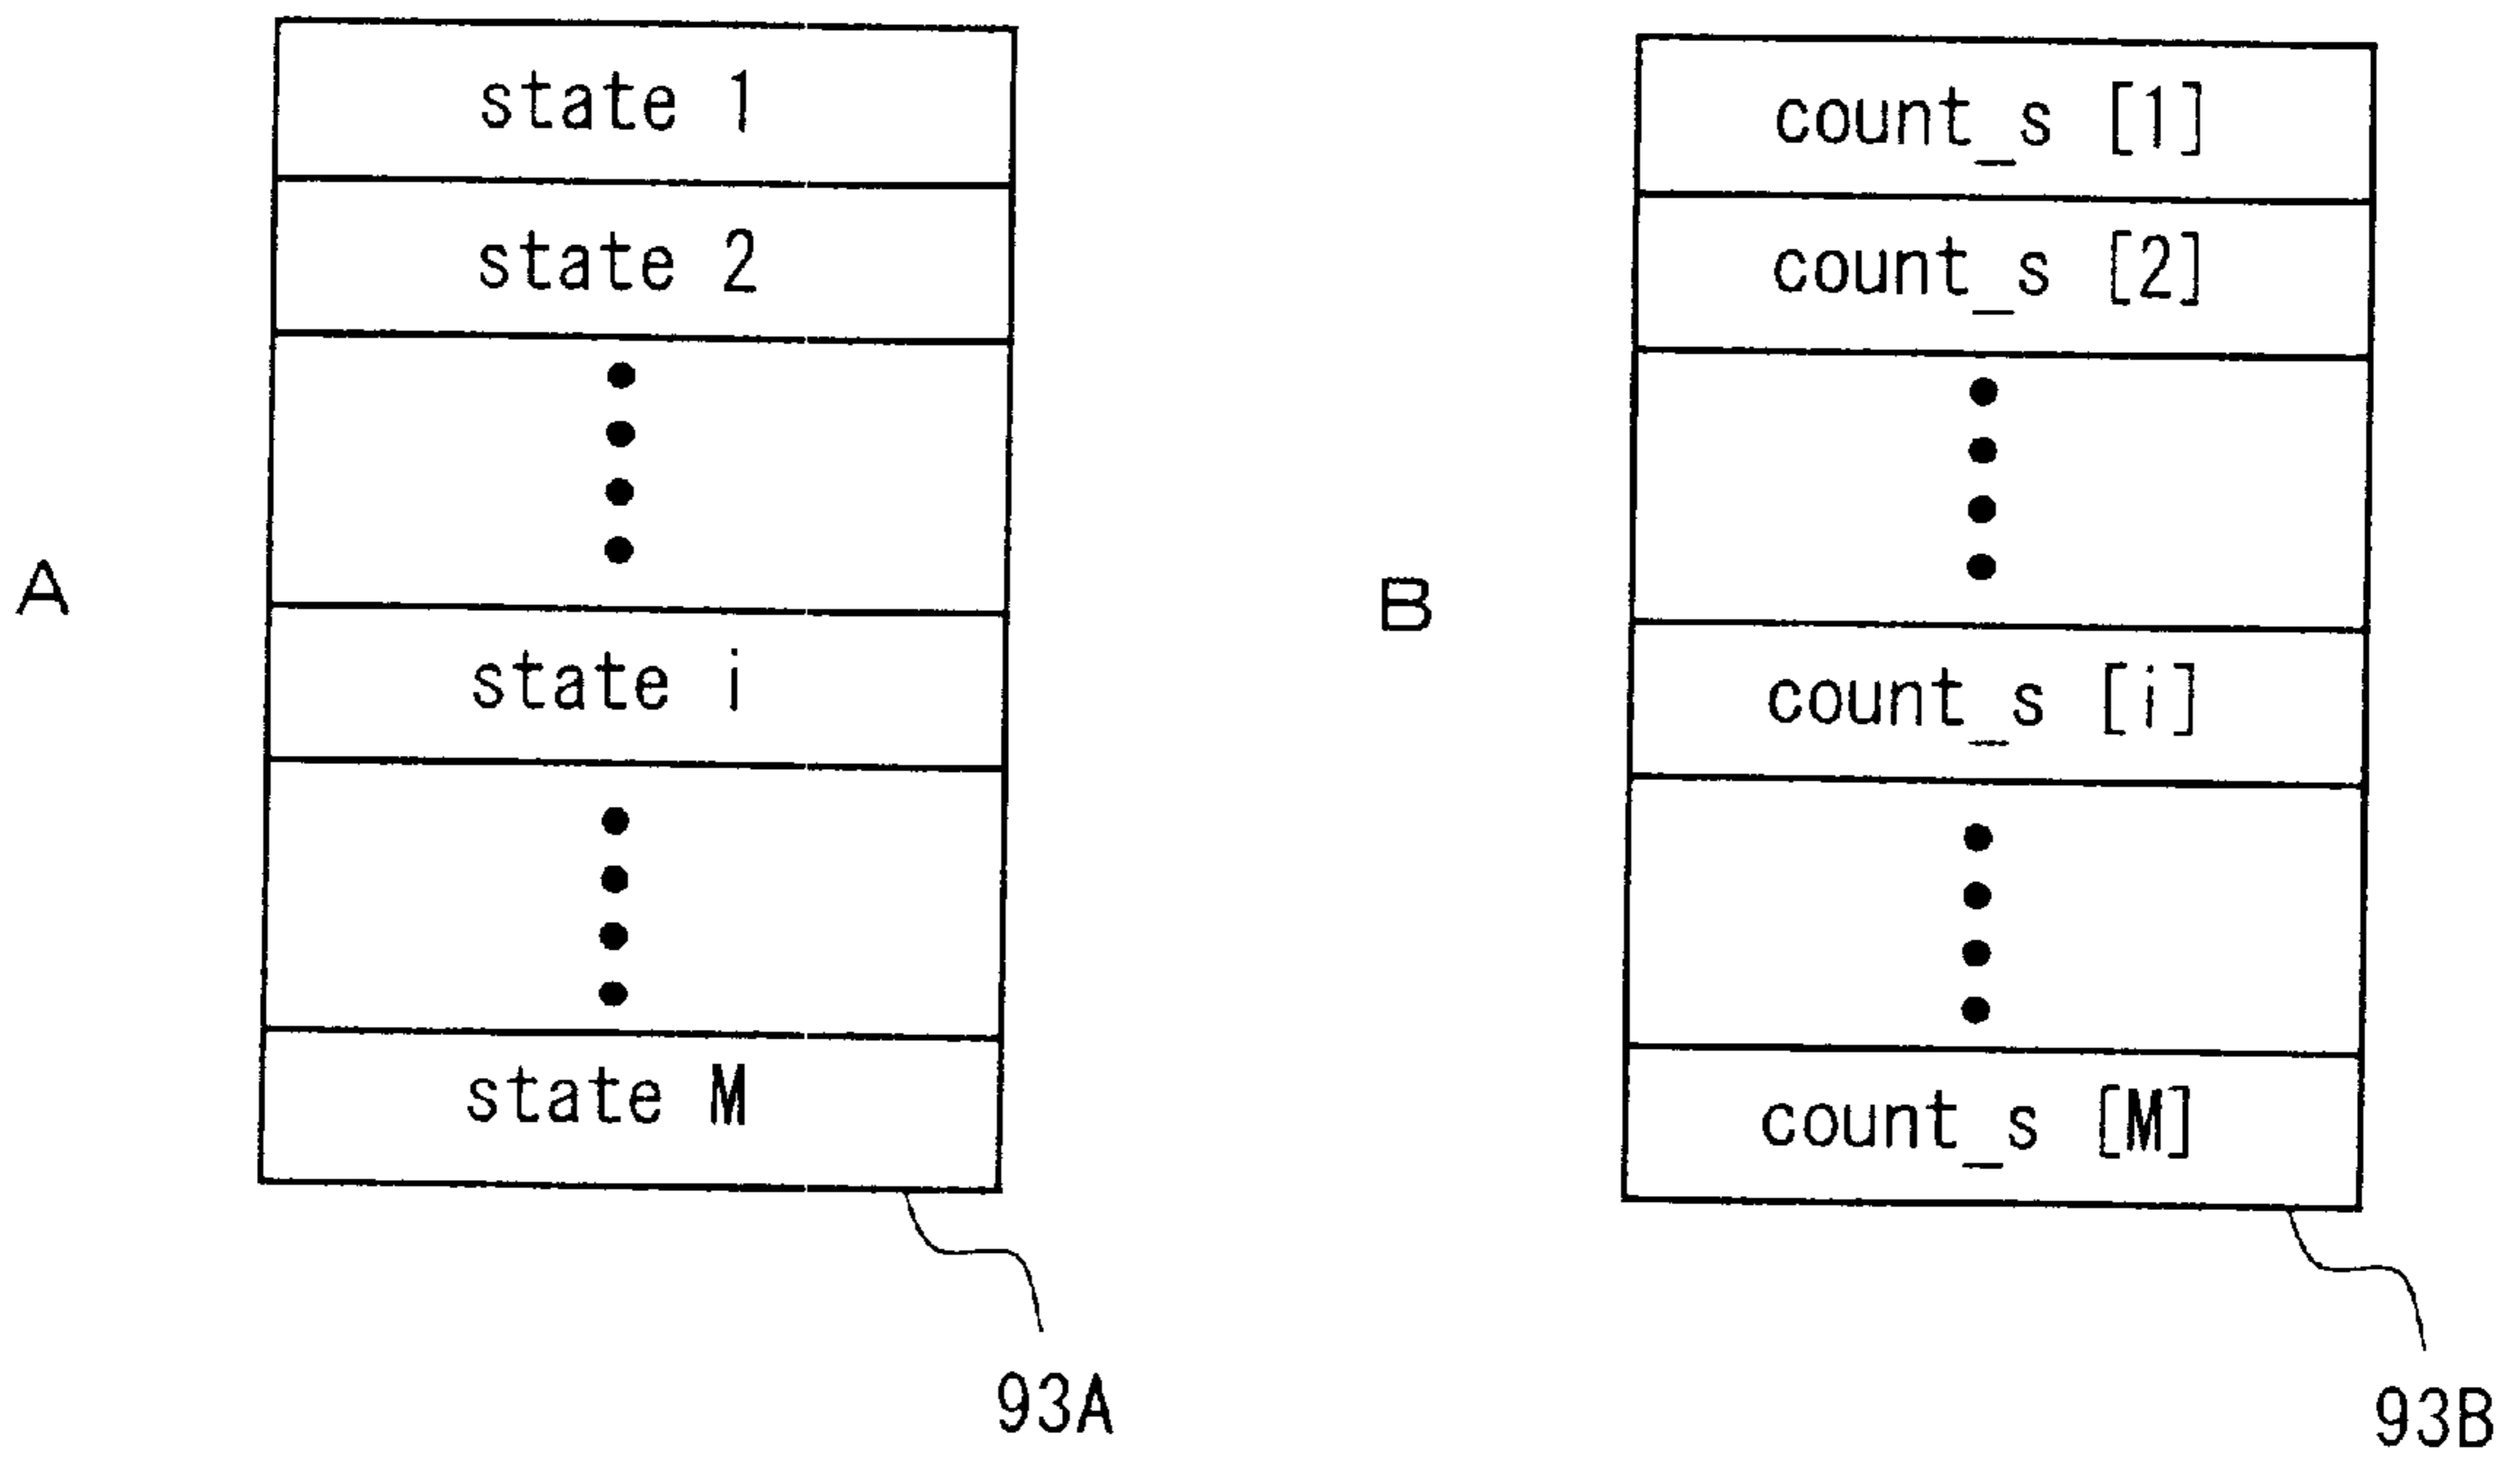 A
state 1
state 2
state i
state M
93A
B
count_s [1]
count_s [2]
count_s [i]
count_s [M]
93B